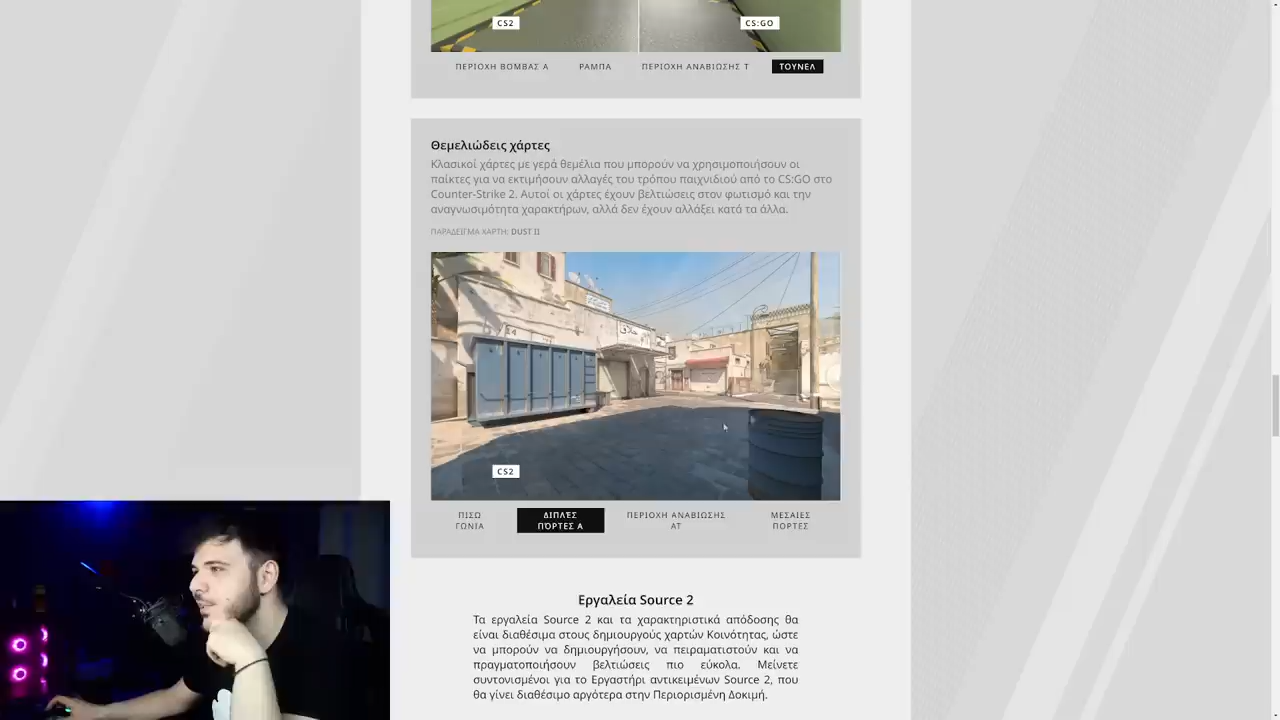 CS2
CS:GO
ΠΕΡΙΟΧΗ ΒΌΜΒΑΣ Α
ΡΑΜΠΑ
ΠΕΡΙΟΧΗ ΑΝΑΒΙΩΣΗΣ Τ
ΤΟΥΝΕΛ
Θεμελιώδεις χάρτες
Κλασικοί χάρτες με γερά θεμέλια που μπορούν να χρησιμοποιήσουν οι
παίκτες για να εκτιμήσουν αλλαγές του τρόπου παιχνιδιού από το CS:GO στο
Counter-Strike 2. Αυτοί οι χάρτες έχουν βελτιώσεις στον φωτισμό και την
αναγνωσιμότητα χαρακτήρων, αλλά δεν έχουν αλλάξει κατά τα άλλα.
ΠΑΡΑΔΕΙΓΜΑ ΧΑΡΤΗ: DUST II
CS2
ΠΙΣΩ
ΓΩΝΙΑ
ΔΙΠΛΈΣ
ΠΌΡΤΕΣ Α
ΠΕΡΙΟΧΗ ΑΝΑΒΙΩΣΗΣ
ΑΤ
ΜΕΣΑΙΕΣ
ΠΟΡΤΕΣ
Εργαλεία Source 2
Τα εργαλεία Source 2 και τα χαρακτηριστικά απόδοσης θα
είναι διαθέσιμα στους δημιουργούς χαρτών Κοινότητας, ώστε
να μπορούν να δημιουργήσουν, να πειραματιστούν και να
πραγματοποιήσουν βελτιώσεις πιο εύκολα. Μείνετε
συντονισμένοι για το Εργαστήρι αντικειμένων Source 2, που
θα γίνει διαθέσιμο αργότερα στην Περιορισμένη Δοκιμή.